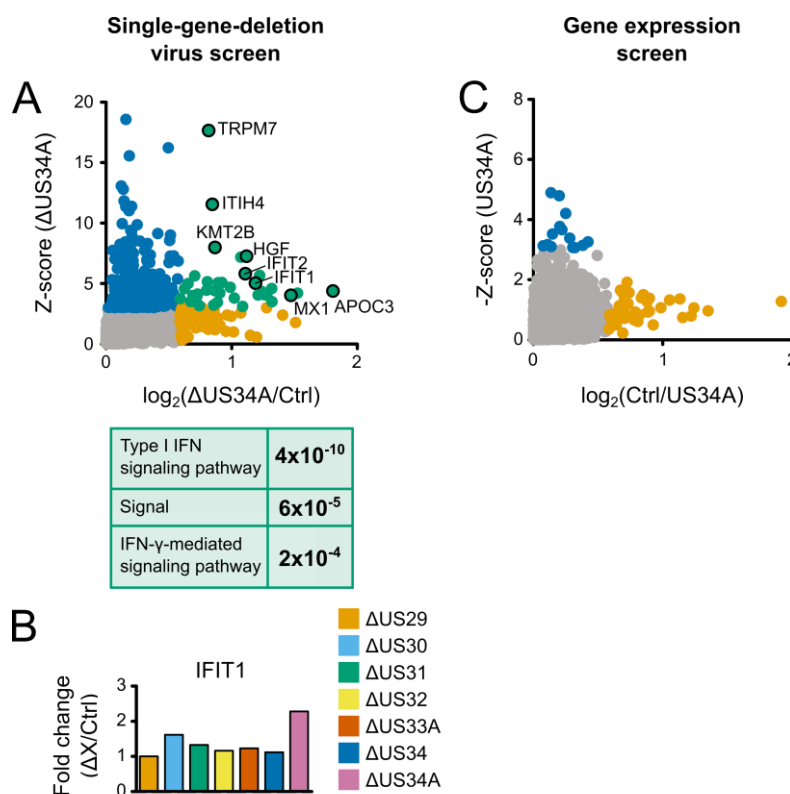 Single-gene-deletion
virus screen
Gene expression
screen
A
Z-score (ΔUS34A)
20
15
10
5
0
0
1
2
TRPM7
ITIH4
KMT2B
HGF
IFIT2
IFIT1
MX1
APOC3
log₂(ΔUS34A/Ctrl)
C
-Z-score (US34A)
8
6
4
2
0
0
1
2
log₂(Ctrl/US34A)
Type I IFN
signaling pathway
4x10⁻¹⁰
Signal
6x10⁻⁵
IFN-γ-mediated
signaling pathway
2x10⁻⁴
B
IFIT1
Fold change
(ΔX/Ctrl)
3
2
1
0
ΔUS29
ΔUS30
ΔUS31
ΔUS32
ΔUS33A
ΔUS34
ΔUS34A